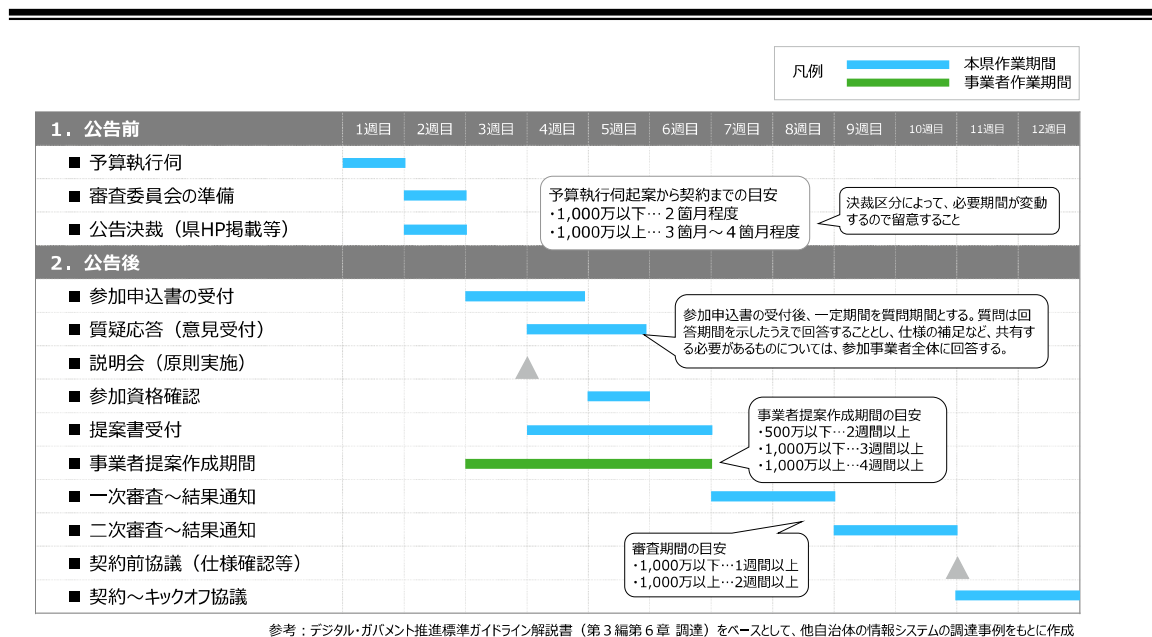 凡例
本県作業期間
事業者作業期間
1．公告前
1週目 2週目 3週目 4週目 5週目 6週目 7週目 8週目 9週目 10週目 11週目 12週目
■ 予算執行伺
■ 審査委員会の準備
■ 公告決裁（県HP掲載等）
予算執行伺起案から契約までの目安
・1,000万以下…２箇月程度
・1,000万以上…３箇月～４箇月程度
決裁区分によって、必要期間が変動
するので留意すること
2．公告後
■ 参加申込書の受付
■ 質疑応答（意見受付）
■ 説明会（原則実施）
■ 参加資格確認
■ 提案書受付
■ 事業者提案作成期間
■ 一次審査～結果通知
■ 二次審査～結果通知
■ 契約前協議（仕様確認等）
■ 契約～キックオフ協議
参加申込書の受付後、一定期間を質問期間とする。質問は回
答期間を示したうえで回答することとし、仕様の補足など、共有す
る必要があるものについては、参加事業者全体に回答する。
事業者提案作成期間の目安
・500万以下…2週間以上
・1,000万以下…3週間以上
・1,000万以上…4週間以上
審査期間の目安
・1,000万以下…1週間以上
・1,000万以上…2週間以上
参考：デジタル・ガバメント推進標準ガイドライン解説書（第３編第６章 調達）をベースとして、他自治体の情報システムの調達事例をもとに作成